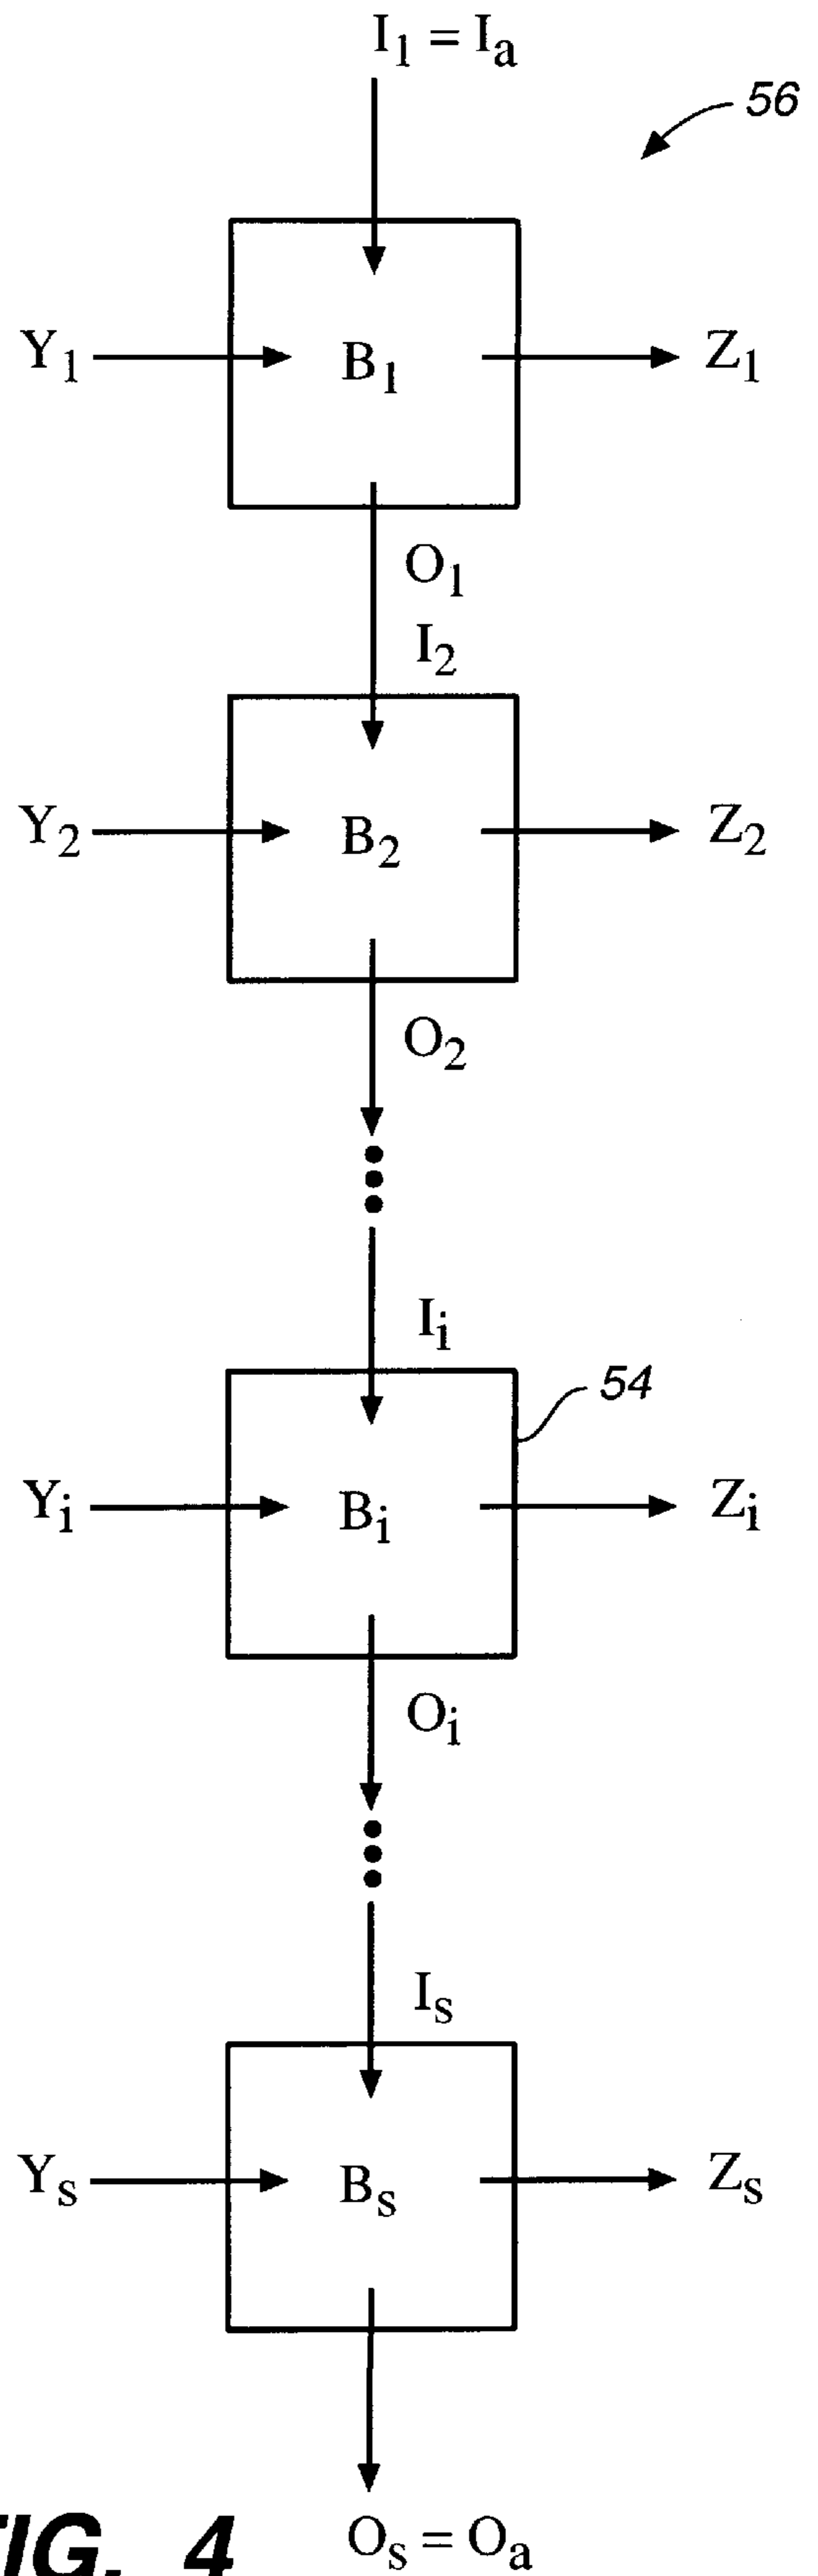 I₁ = Iₐ
56
Y₁ B₁ Z₁
O₁
I₂
Y₂ B₂ Z₂
O₂
Iᵢ
54
Yᵢ Bᵢ Zᵢ
Oᵢ
Iₛ
Yₛ Bₛ Zₛ
Oₛ = Oₐ
FIG. 4